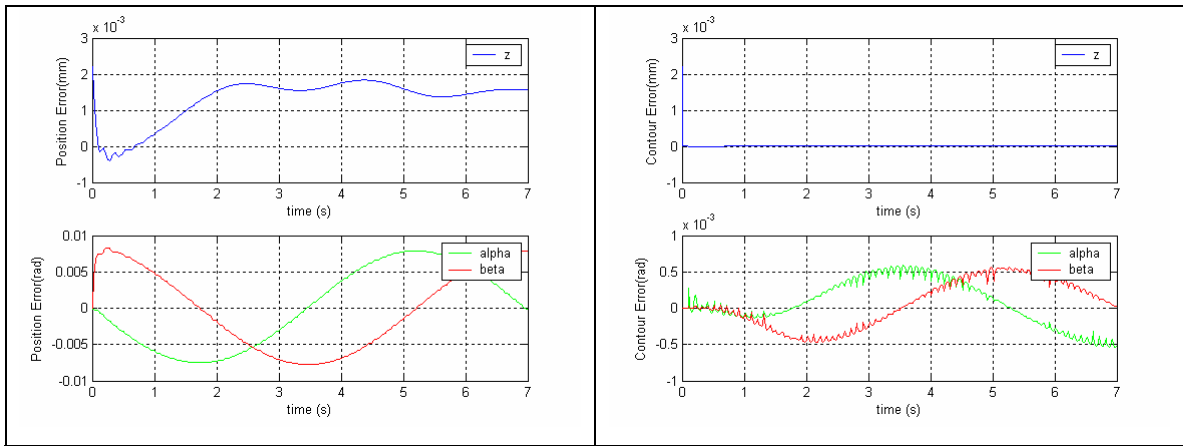 x 10⁻³
3
2
1
0
-1
Position Error(mm)
z
0 1 2 3 4 5 6 7
time (s)
0.01
0.005
0
-0.005
-0.01
Position Error(rad)
alpha
beta
0 1 2 3 4 5 6 7
time (s)
x 10⁻³
3
2
1
0
-1
Contour Error(mm)
z
0 1 2 3 4 5 6 7
time (s)
x 10⁻³
1
0.5
0
-0.5
-1
Contour Error(rad)
alpha
beta
0 1 2 3 4 5 6 7
time (s)